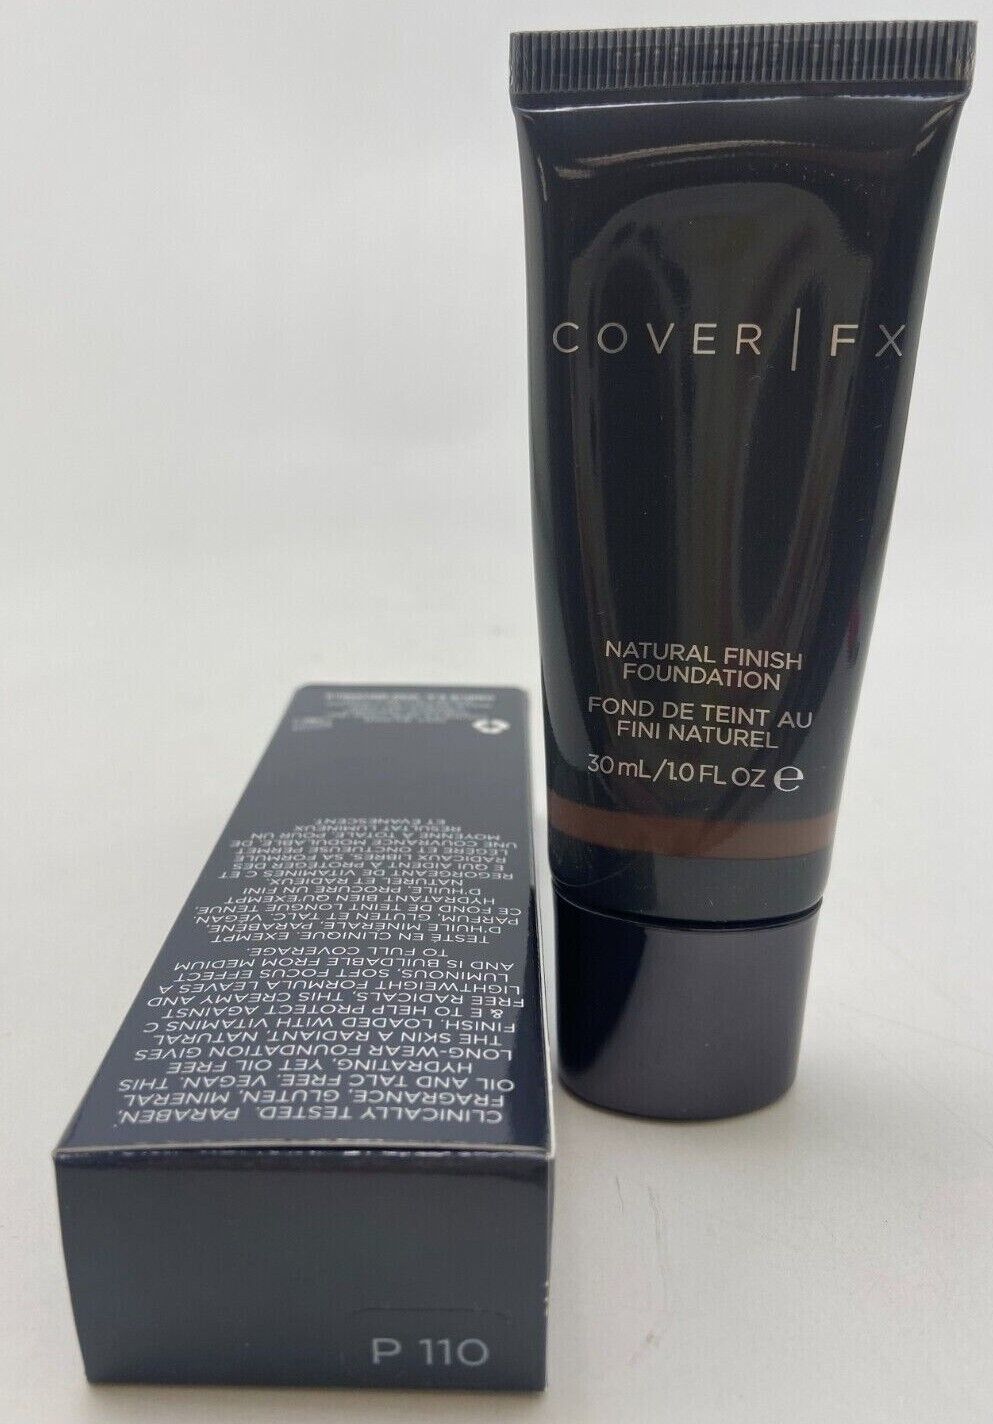 COVER | FX
NATURAL FINISH
FOUNDATION
FOND DE TEINT AU
FINI NATUREL
30 mL/1.0 FL OZ e
CLINICALLY TESTED. PARABEN,
FRAGRANCE, GLUTEN, MINERAL
OIL AND TALC FREE. VEGAN. THIS
HYDRATING, YET OIL FREE
LONG-WEAR FOUNDATION GIVES
THE SKIN A RADIANT, NATURAL
FINISH. LOADED WITH VITAMINS C
& E TO HELP PROTECT AGAINST
FREE RADICALS, THIS CREAMY AND
LIGHTWEIGHT FORMULA LEAVES A
LUMINOUS, SOFT FOCUS EFFECT
AND IS BUILDABLE FROM MEDIUM
TO FULL COVERAGE.
TESTÉ EN CLINIQUE. EXEMPT
D'HUILE MINÉRALE, PARABÈNE,
PARFUM, GLUTEN ET TALC. VEGAN.
CE FOND DE TEINT LONGUE TENUE,
HYDRATANT BIEN QU'EXEMPT
D'HUILE, PROCURE UN FINI
NATUREL ET RADIEUX.
REGORGEANT DE VITAMINES C ET
E QUI AIDENT À PROTÉGER DES
RADICAUX LIBRES, SA FORMULE
LÉGÈRE ET ONCTUEUSE PERMET
UNE COUVRANCE MODULABLE DE
MOYENNE À TOTALE, POUR UN
RÉSULTAT LUMINEUX
ET ÉVANESCENT.
P 110